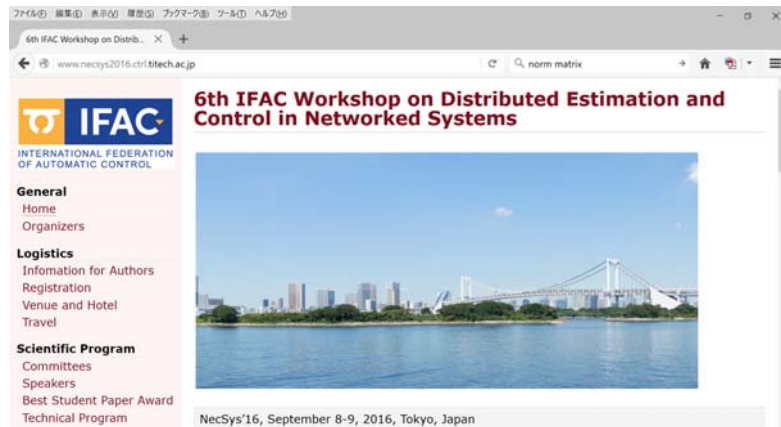 ファイル(F) 編集(E) 表示(V) 履歴(S) ブックマーク(B) ツール(T) ヘルプ(H)
6th IFAC Workshop on Distrib...
www.necsys2016.ctrl.titech.ac.jp
norm matrix
IFAC
INTERNATIONAL FEDERATION
OF AUTOMATIC CONTROL
General
Home
Organizers
Logistics
Infomation for Authors
Registration
Venue and Hotel
Travel
Scientific Program
Committees
Speakers
Best Student Paper Award
Technical Program
6th IFAC Workshop on Distributed Estimation and
Control in Networked Systems
NecSys'16, September 8-9, 2016, Tokyo, Japan